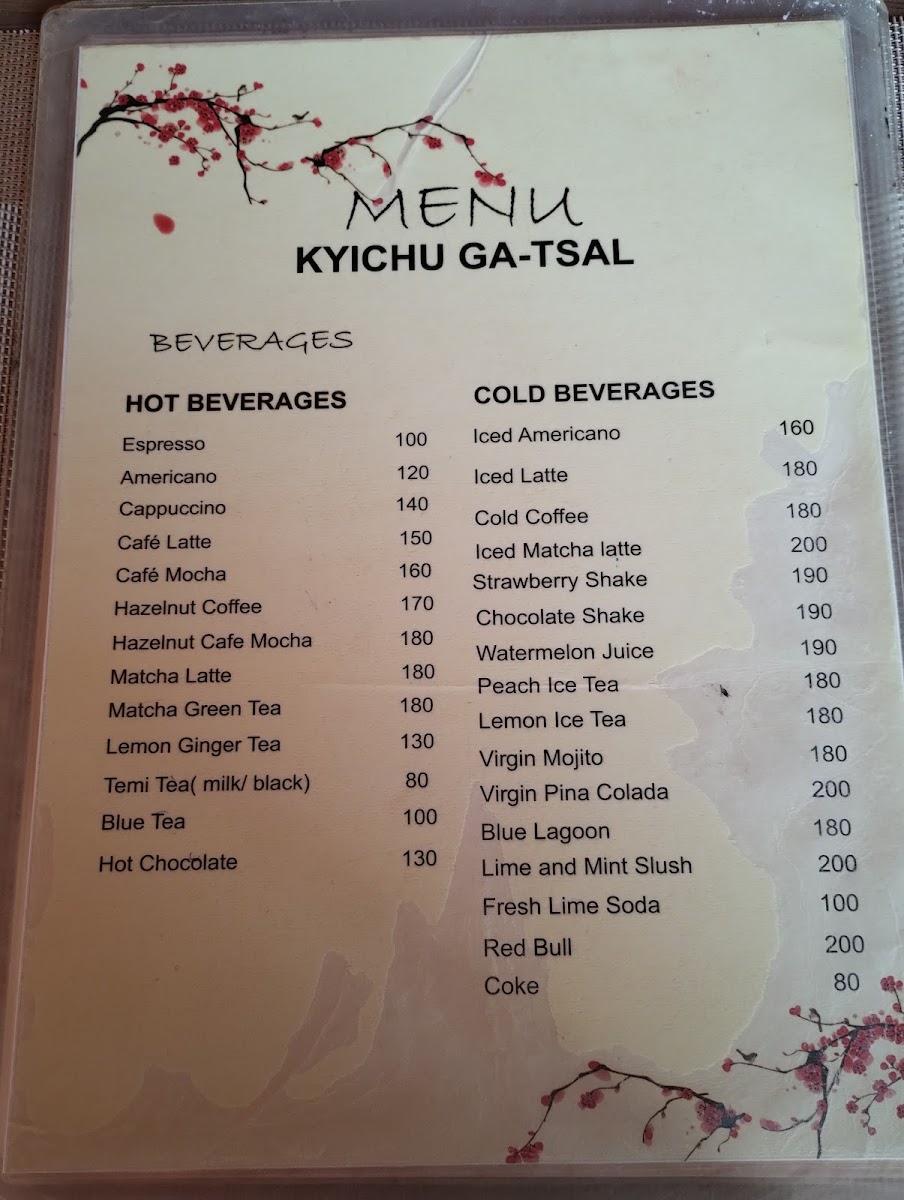 MENU
KYICHU GA-TSAL
BEVERAGES
HOT BEVERAGES
Espresso 100
Americano 120
Cappuccino 140
Café Latte 150
Café Mocha 160
Hazelnut Coffee 170
Hazelnut Cafe Mocha 180
Matcha Latte 180
Matcha Green Tea 180
Lemon Ginger Tea 130
Temi Tea( milk/ black) 80
Blue Tea 100
Hot Chocolate 130
COLD BEVERAGES
Iced Americano 160
Iced Latte 180
Cold Coffee 180
Iced Matcha latte 200
Strawberry Shake 190
Chocolate Shake 190
Watermelon Juice 190
Peach Ice Tea 180
Lemon Ice Tea 180
Virgin Mojito 180
Virgin Pina Colada 200
Blue Lagoon 180
Lime and Mint Slush 200
Fresh Lime Soda 100
Red Bull 200
Coke 80